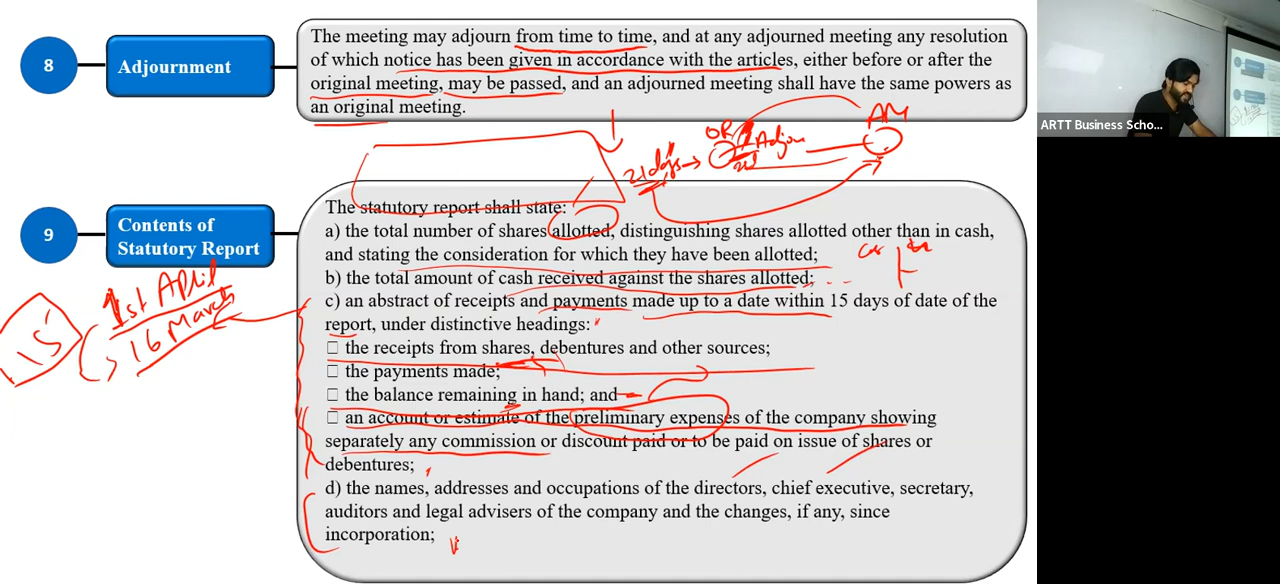 8
Adjournment
The meeting may adjourn from time to time, and at any adjourned meeting any resolution
of which notice has been given in accordance with the articles, either before or after the
original meeting, may be passed, and an adjourned meeting shall have the same powers as
an original meeting.
ARTT Business Scho...
AM
OR
Adjou
21 days
9
Contents of
Statutory Report
The statutory report shall state:
a) the total number of shares allotted, distinguishing shares allotted other than in cash,
and stating the consideration for which they have been allotted;
b) the total amount of cash received against the shares allotted;
c) an abstract of receipts and payments made up to a date within 15 days of date of the
report, under distinctive headings:
□ the receipts from shares, debentures and other sources;
□ the payments made;
□ the balance remaining in hand; and
□ an account or estimate of the preliminary expenses of the company showing
separately any commission or discount paid or to be paid on issue of shares or
debentures;
d) the names, addresses and occupations of the directors, chief executive, secretary,
auditors and legal advisers of the company and the changes, if any, since
incorporation;
1st April
16 March
15